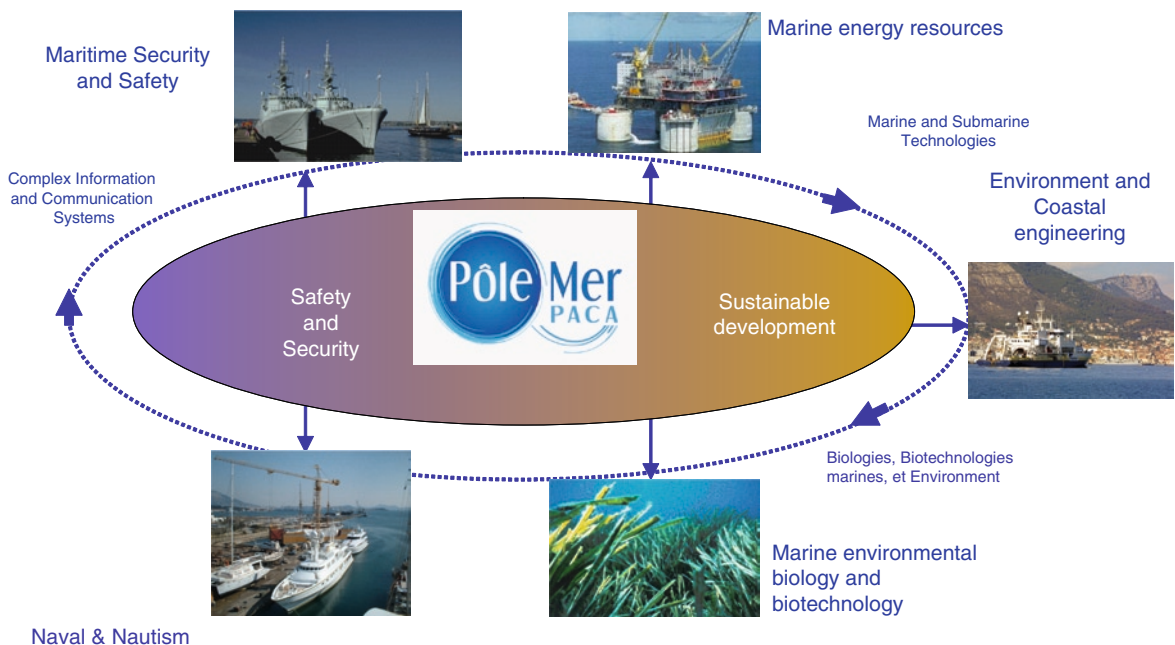 Maritime Security
and Safety
Marine energy resources
Marine and Submarine
Technologies
Complex Information
and Communication
Systems
Environment and
Coastal
engineering
Safety
and
Security
Pôle Mer
PACA
Sustainable
development
Biologies, Biotechnologies
marines, et Environment
Marine environmental
biology and
biotechnology
Naval & Nautism